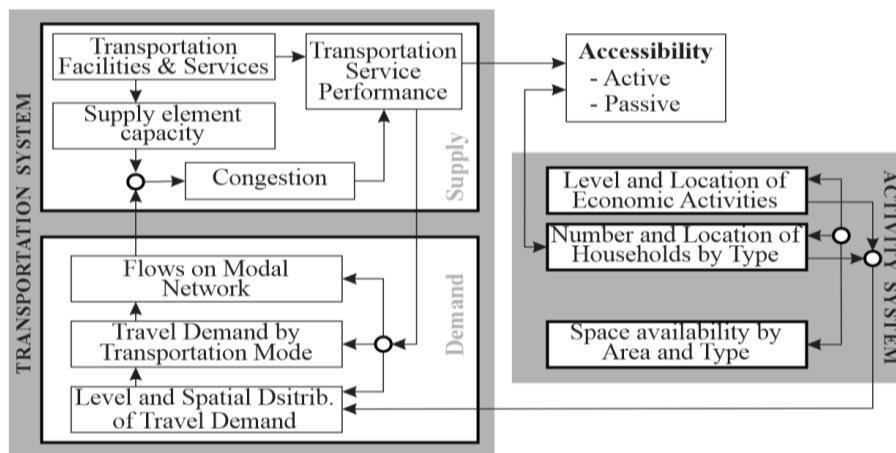 TRANSPORTATION SYSTEM
Transportation
Facilities & Services
Transportation
Service
Performance
Supply element
capacity
Congestion
Supply
Accessibility
- Active
- Passive
ACTIVITY SYSTEM
Level and Location of
Economic Activities
Number and Location of
Households by Type
Space availability by
Area and Type
Flows on Modal
Network
Travel Demand by
Transportation Mode
Level and Spatial Dsitrib.
of Travel Demand
Demand